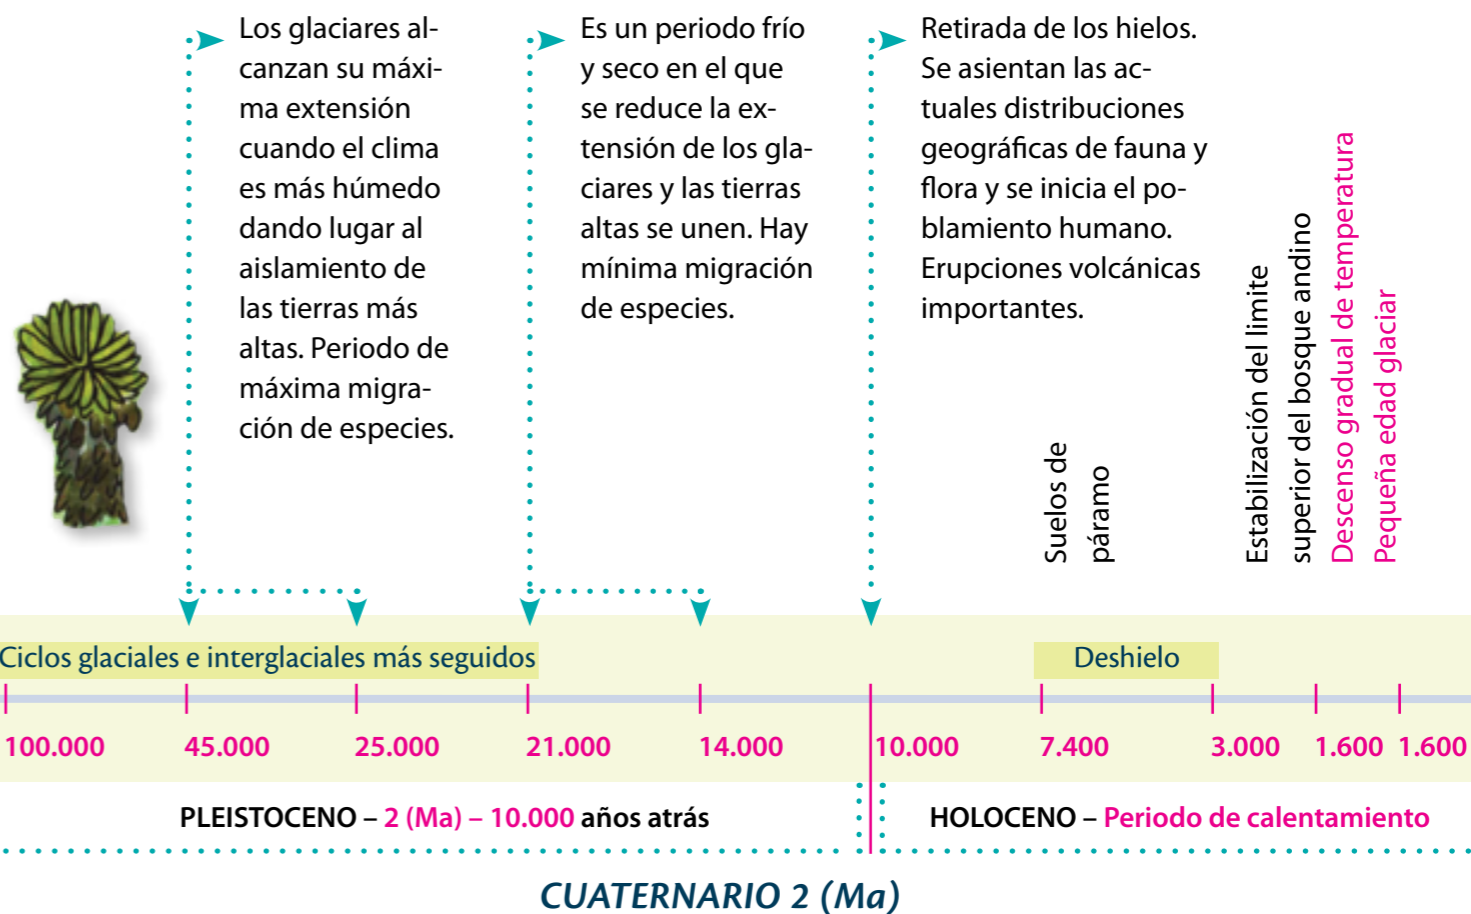 Los glaciares al-
canzan su máxi-
ma extensión
cuando el clima
es más húmedo
dando lugar al
aislamiento de
las tierras más
altas. Periodo de
máxima migra-
ción de especies.
Es un periodo frío
y seco en el que
se reduce la ex-
tensión de los gla-
ciares y las tierras
altas se unen. Hay
mínima migración
de especies.
Retirada de los hielos.
Se asientan las ac-
tuales distribuciones
geográficas de fauna y
flora y se inicia el po-
blamiento humano.
Erupciones volcánicas
importantes.
Suelos de
páramo
Estabilización del limite
superior del bosque andino
Descenso gradual de temperatura
Pequeña edad glaciar
Ciclos glaciales e interglaciales más seguidos
Deshielo
100.000 45.000 25.000 21.000 14.000 10.000 7.400 3.000 1.600 1.600
PLEISTOCENO – 2 (Ma) – 10.000 años atrás
HOLOCENO – Periodo de calentamiento
CUATERNARIO 2 (Ma)